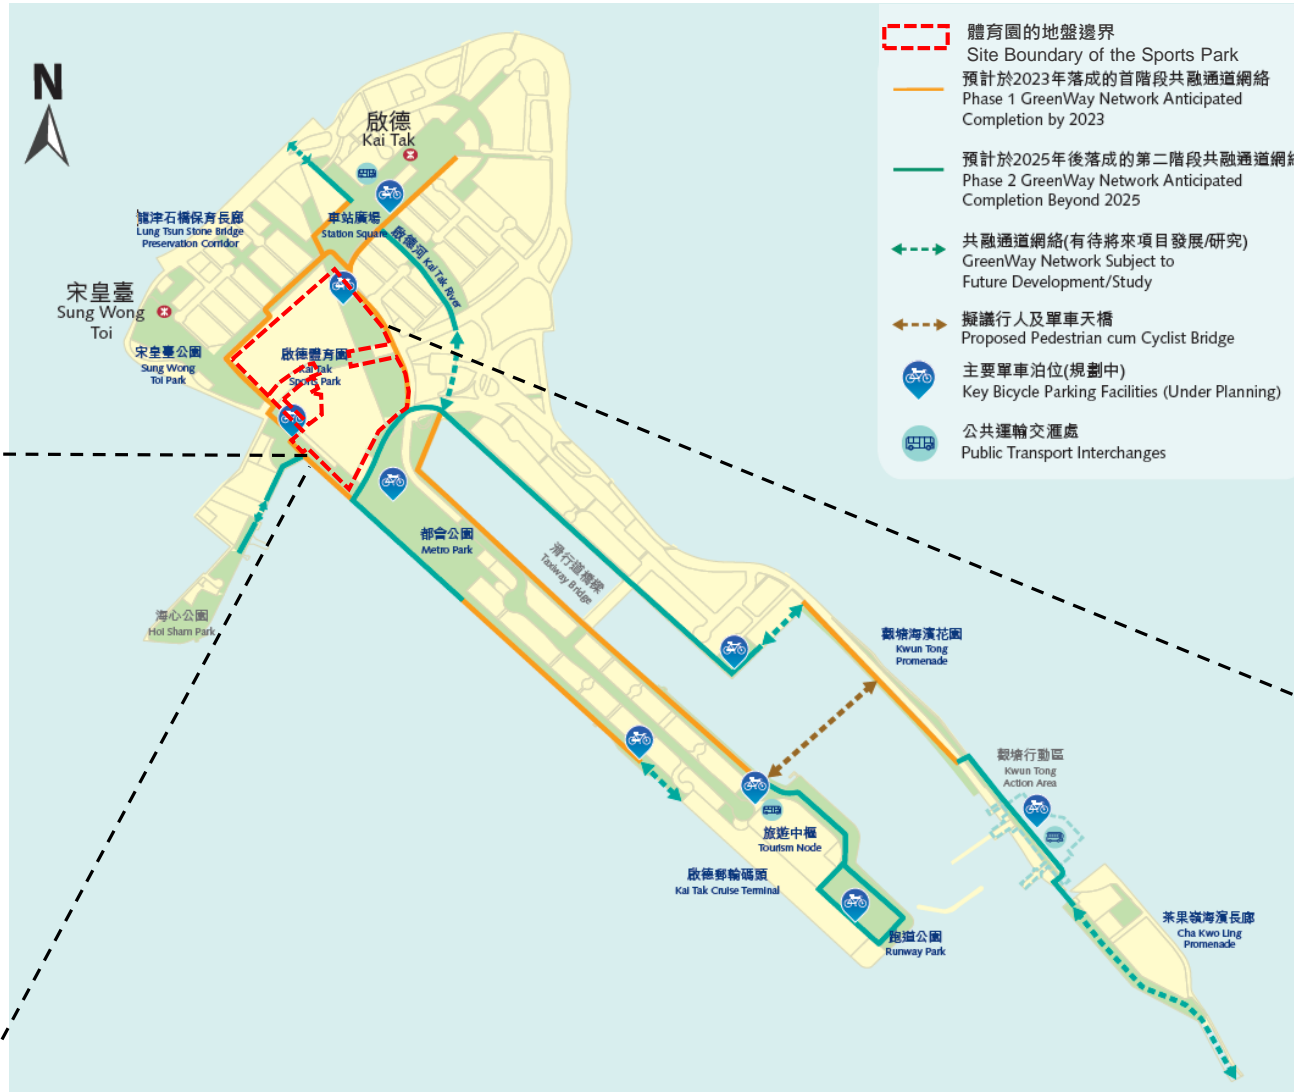 N
體育園的地盤邊界
Site Boundary of the Sports Park
預計於2023年落成的首階段共融通道網絡
Phase 1 GreenWay Network Anticipated
Completion by 2023
預計於2025年後落成的第二階段共融通道網絡
Phase 2 GreenWay Network Anticipated
Completion Beyond 2025
共融通道網絡(有待將來項目發展/研究)
GreenWay Network Subject to
Future Development/Study
擬議行人及單車天橋
Proposed Pedestrian cum Cyclist Bridge
主要單車泊位(規劃中)
Key Bicycle Parking Facilities (Under Planning)
公共運輸交滙處
Public Transport Interchanges
啟德
Kai Tak
龍津石橋保育長廊
Lung Tsun Stone Bridge
Preservation Corridor
車站廣場
Station Square
啟德河 Kai Tak River
宋皇臺
Sung Wong
Toi
宋皇臺公園
Sung Wong
Toi Park
啟德體育園
Kai Tak
Sports Park
都會公園
Metro Park
滑行道橋樑
Taxiway Bridge
海心公園
Hoi Sham Park
觀塘海濱花園
Kwun Tong
Promenade
觀塘行動區
Kwun Tong
Action Area
旅遊中樞
Tourism Node
啟德郵輪碼頭
Kai Tak Cruise Terminal
跑道公園
Runway Park
茶果嶺海濱長廊
Cha Kwo Ling
Promenade